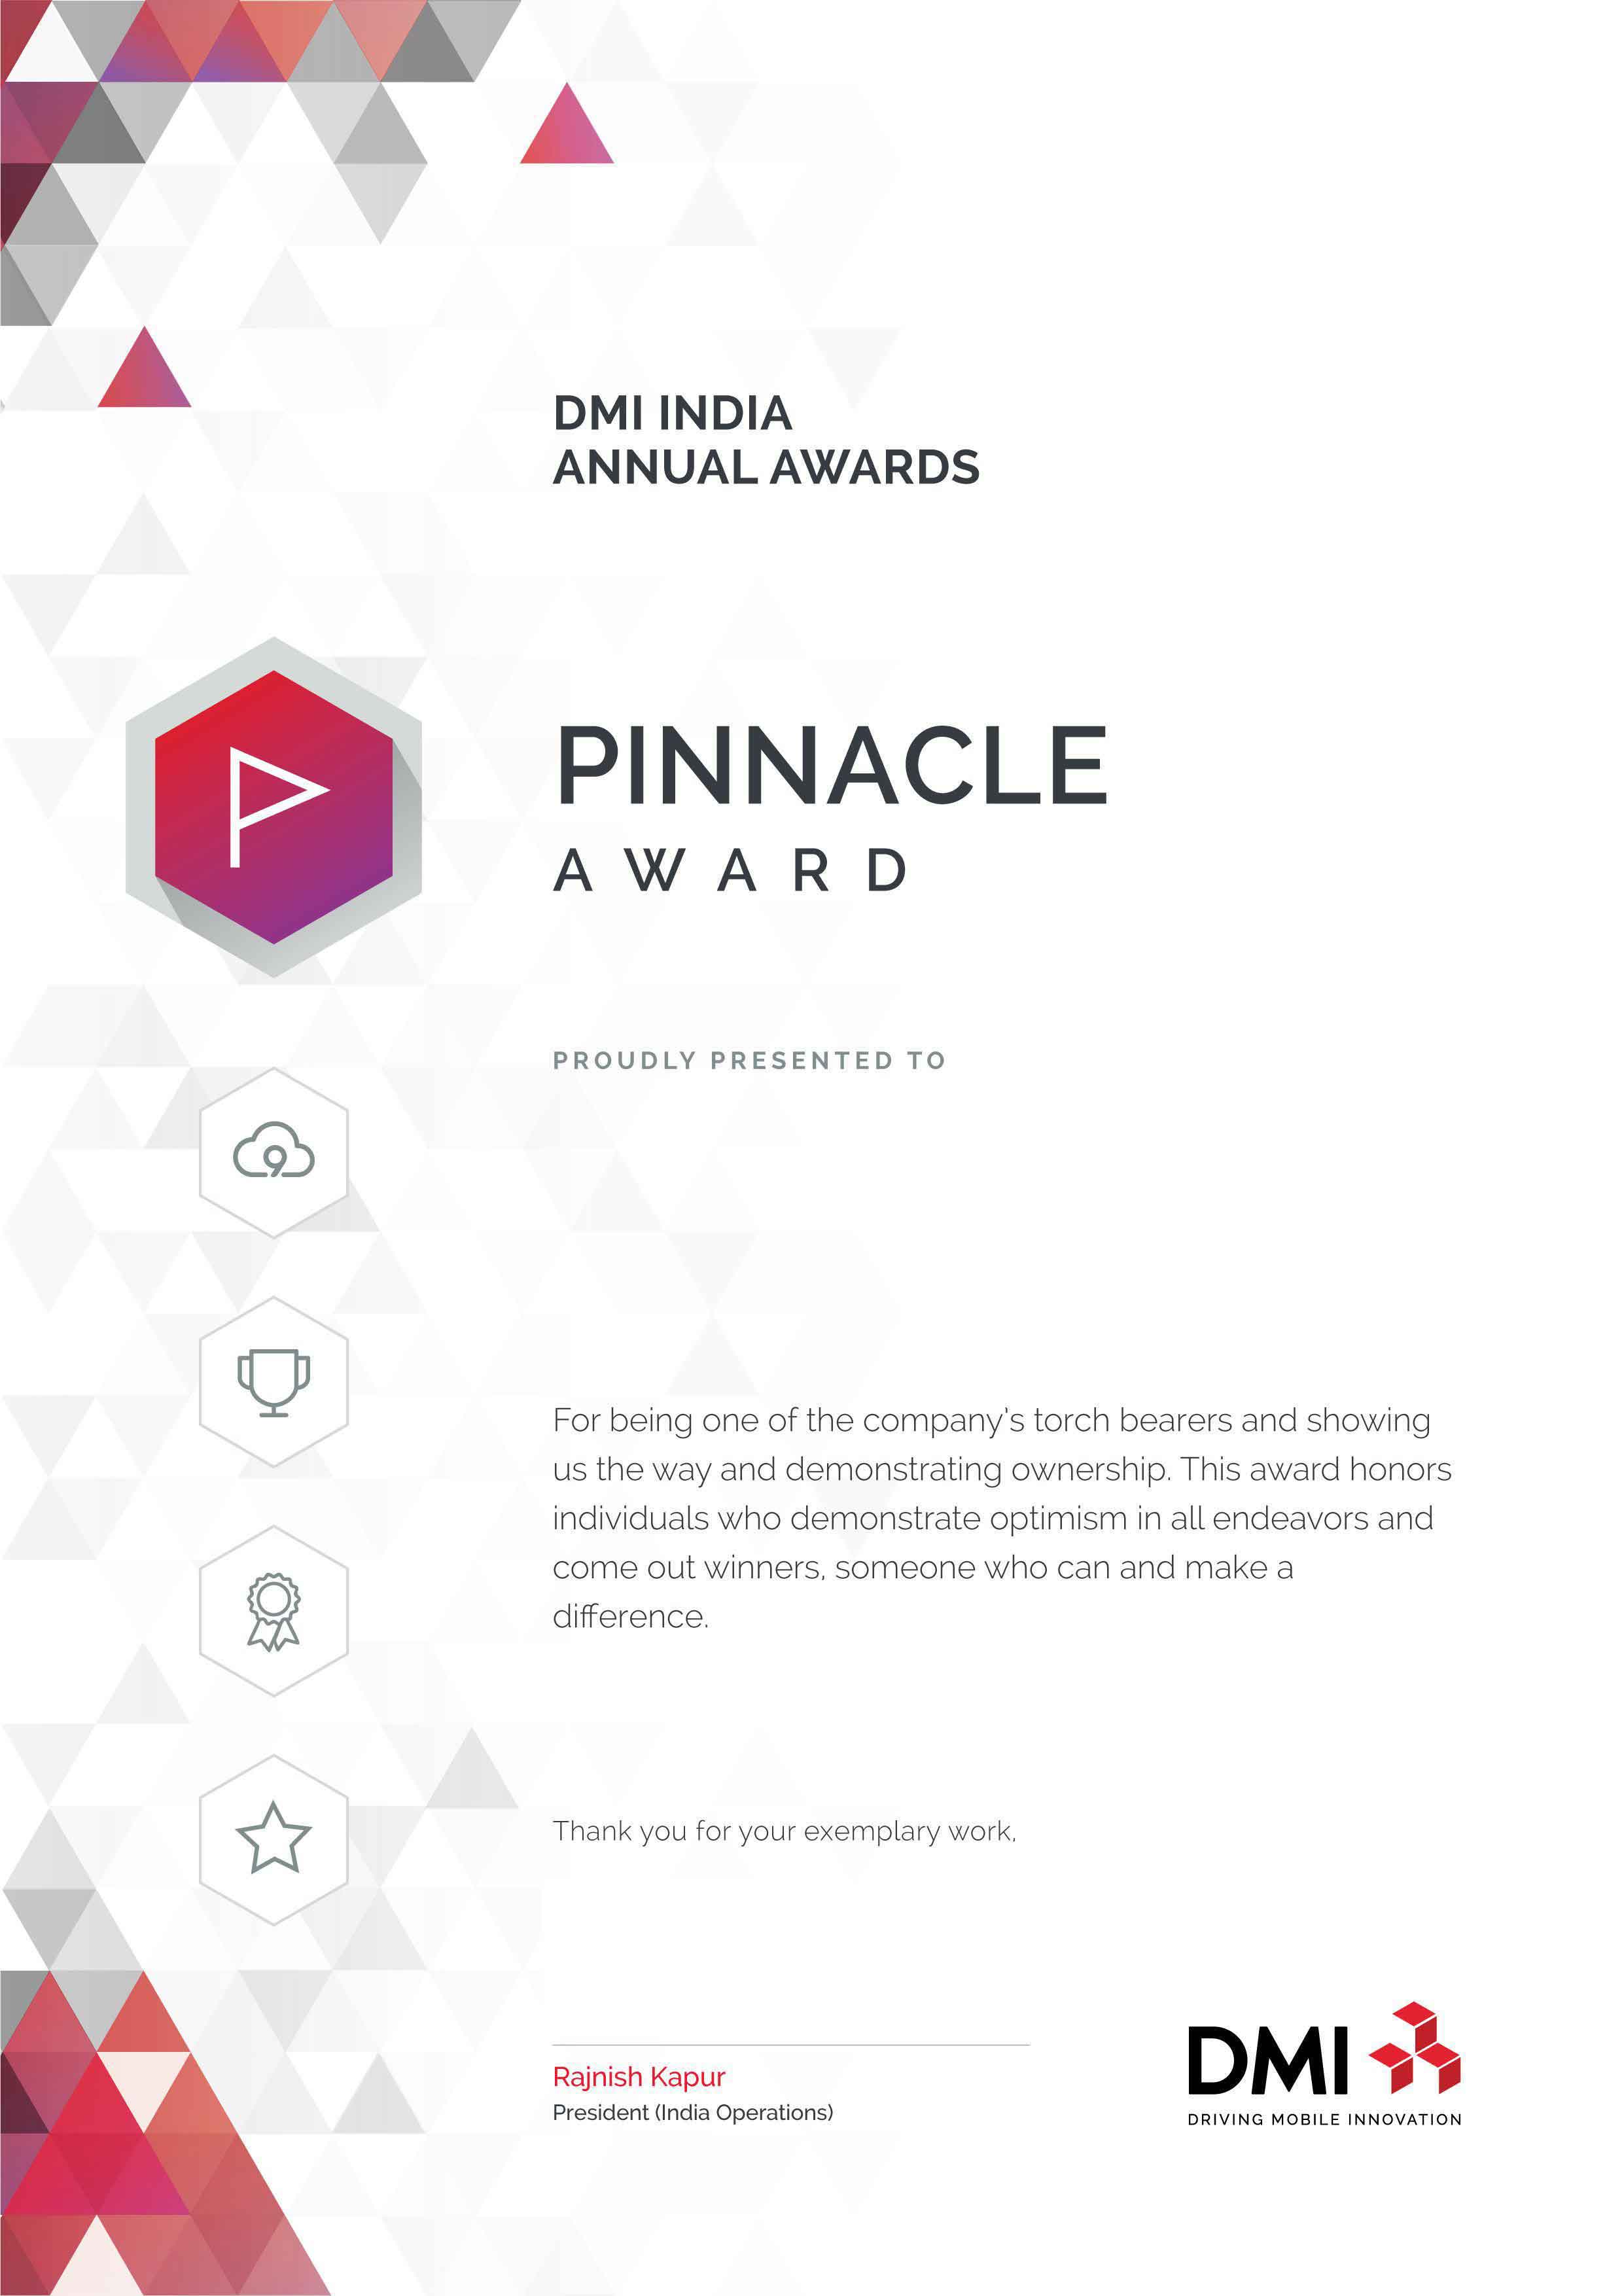 DMI INDIA
ANNUAL AWARDS
PINNACLE
AWARD
PROUDLY PRESENTED TO
For being one of the company's torch bearers and showing
us the way and demonstrating ownership. This award honors
individuals who demonstrate optimism in all endeavors and
come out winners, someone who can and make a
difference.
Thank you for your exemplary work,
Rajnish Kapur
President (India Operations)
DMI
DRIVING MOBILE INNOVATION